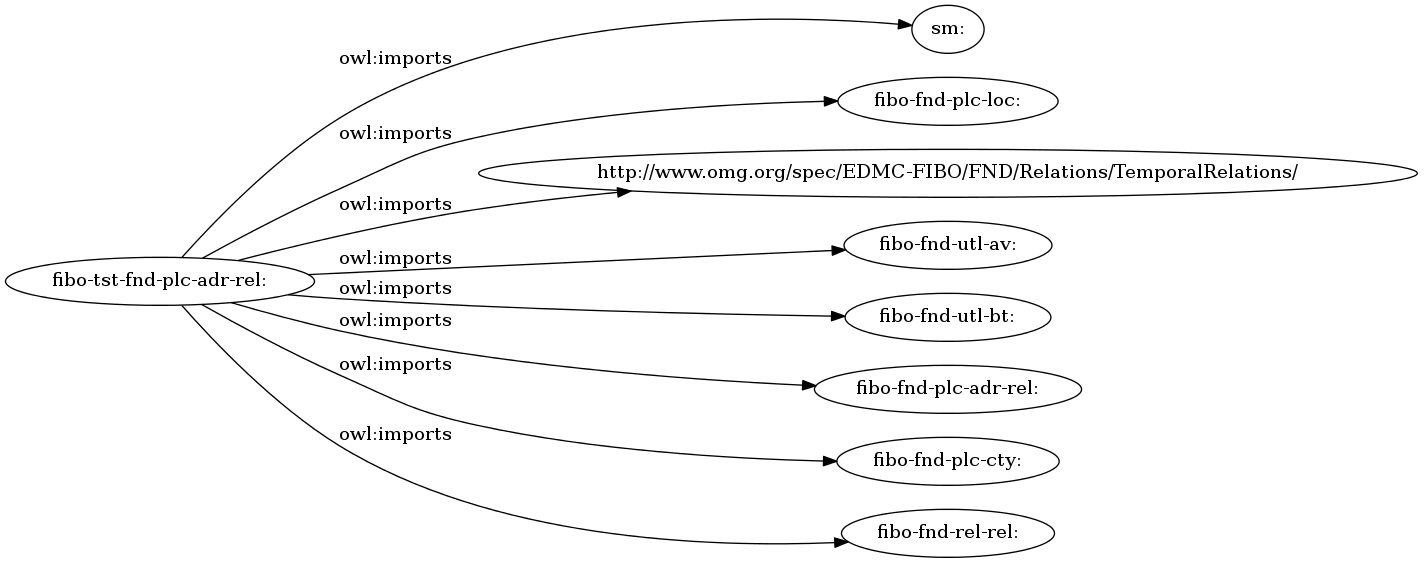 sm:
owl:imports
fibo-fnd-plc-loc:
owl:imports
http://www.omg.org/spec/EDMC-FIBO/FND/Relations/TemporalRelations/
owl:imports
fibo-fnd-utl-av:
owl:imports
fibo-tst-fnd-plc-adr-rel:
owl:imports
fibo-fnd-utl-bt:
owl:imports
owl:imports
fibo-fnd-plc-adr-rel:
fibo-fnd-plc-cty:
owl:imports
fibo-fnd-rel-rel: